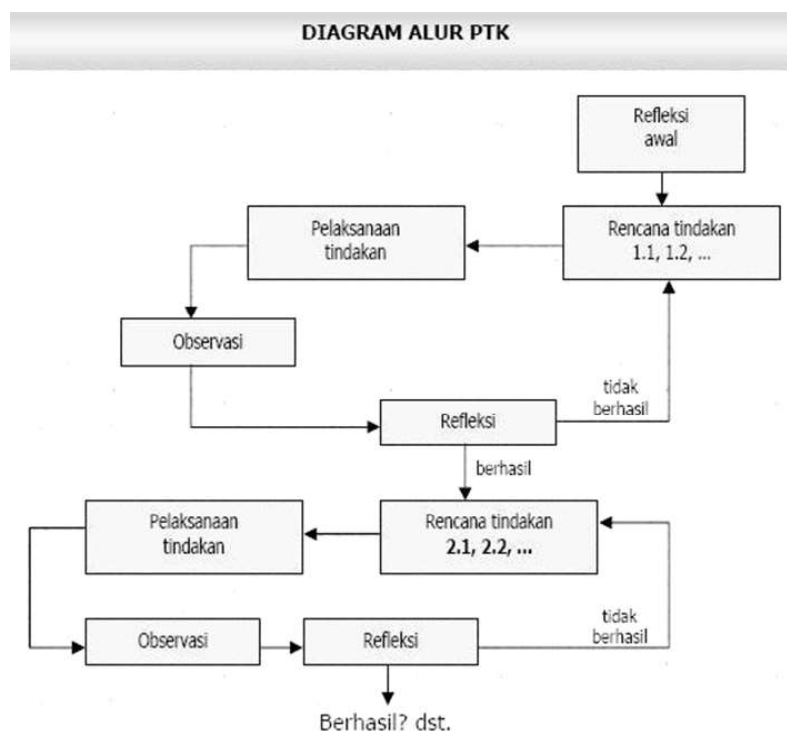 DIAGRAM ALUR PTK
Refleksi
awal
Rencana tindakan
1.1, 1.2, ...
Pelaksanaan
tindakan
Observasi
Refleksi
tidak
berhasil
berhasil
Rencana tindakan
2.1, 2.2, ...
Pelaksanaan
tindakan
Observasi
Refleksi
tidak
berhasil
Berhasil? dst.